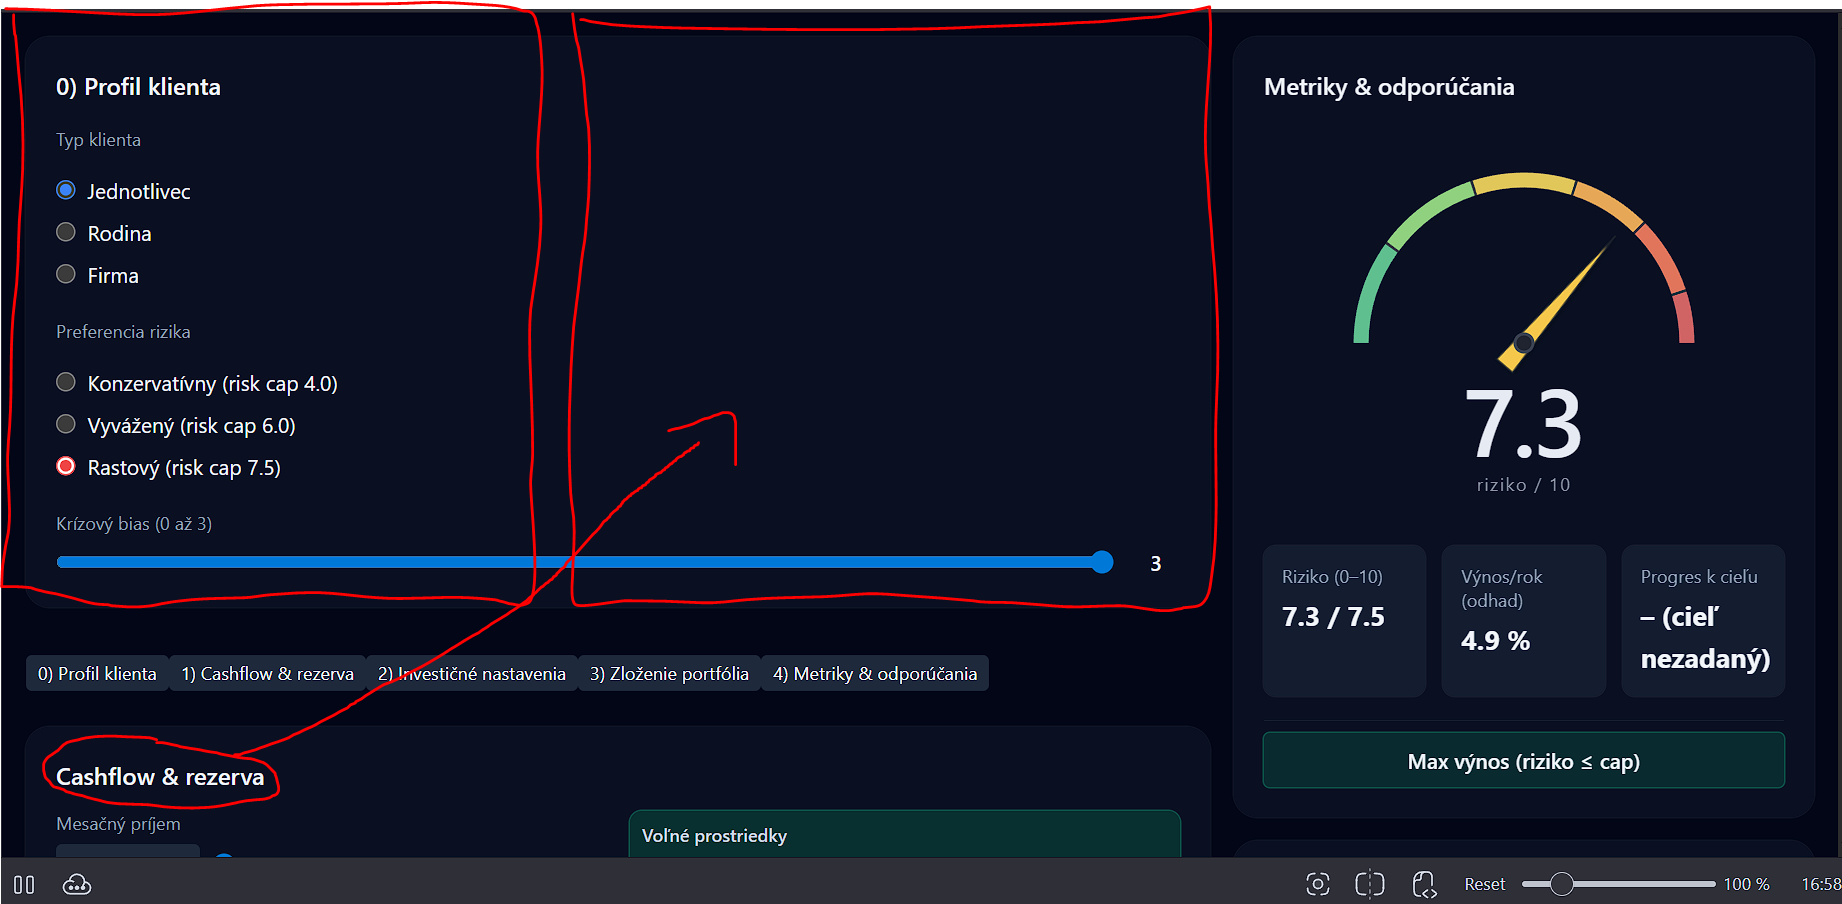 0) Profil klienta
Typ klienta
Jednotlivec
Rodina
Firma
Preferencia rizika
Konzervatívny (risk cap 4.0)
Vyvážený (risk cap 6.0)
Rastový (risk cap 7.5)
Krízový bias (0 až 3)
3
0) Profil klienta
1) Cashflow & rezerva
2) Investičné nastavenia
3) Zloženie portfólia
4) Metriky & odporúčania
Cashflow & rezerva
Mesačný príjem
Voľné prostriedky
Metriky & odporúčania
7.3
riziko / 10
Riziko (0–10)
7.3 / 7.5
Výnos/rok
(odhad)
4.9 %
Progres k cieľu
– (cieľ
nezadaný)
Max výnos (riziko ≤ cap)
Reset
100 %
16:58